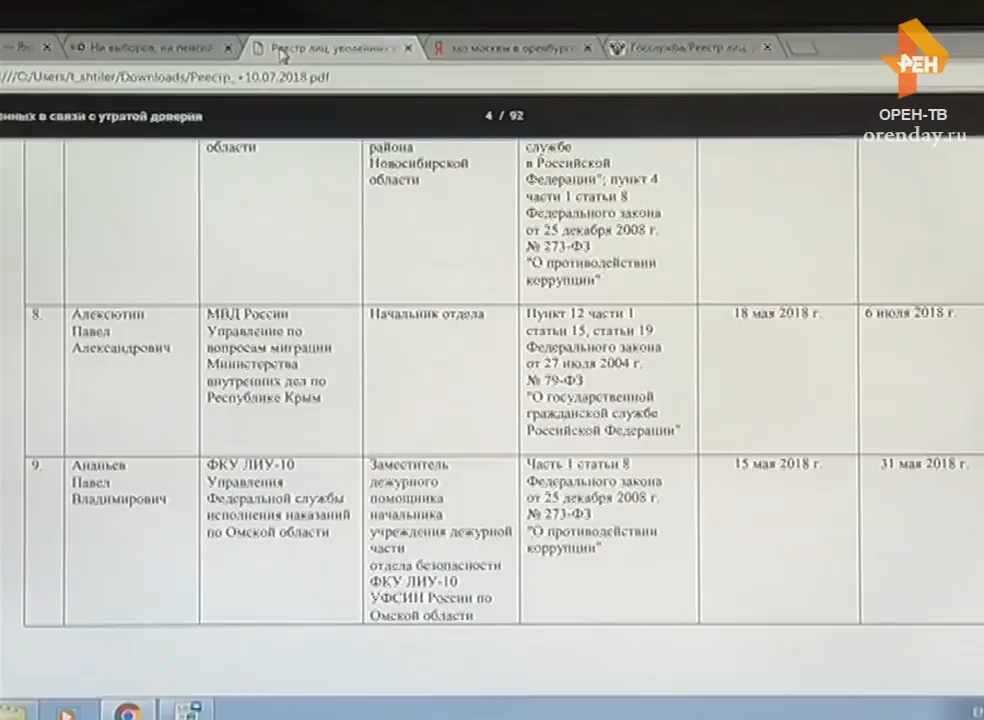 Ни выборов, ни пенсий
Реестр лиц, уволенных
Я
москвы в оренбург
Госслужба/Реестр лиц
///C:/Users/t_shtiler/Downloads/Реестр_+10.07.2018.pdf
РЕН
ОРЕН-ТВ
orenday.ru
енных в связи с утратой доверия
4 / 92
области
района
Новосибирской
области
службе
в Российской
Федерации"; пункт 4
части 1 статьи 8
Федерального закона
от 25 декабря 2008 г.
№ 273-ФЗ
"О противодействии
коррупции"
8.
Алексютин
Павел
Александрович
МВД России
Управление по
вопросам миграции
Министерства
внутренних дел по
Республике Крым
Начальник отдела
Пункт 12 части 1
статьи 15, статьи 19
Федерального закона
от 27 июля 2004 г.
№ 79-ФЗ
"О государственной
гражданской службе
Российской Федерации"
18 мая 2018 г.
6 июля 2018 г.
9.
Ананьев
Павел
Владимирович
ФКУ ЛИУ-10
Управления
Федеральной службы
исполнения наказаний
по Омской области
Заместитель
дежурного
помощника
начальника
учреждения дежурной
части
отдела безопасности
ФКУ ЛИУ-10
УФСИН России по
Омской области
Часть 1 статьи 8
Федерального закона
от 25 декабря 2008 г.
№ 273-ФЗ
"О противодействии
коррупции"
15 мая 2018 г.
31 мая 2018 г.